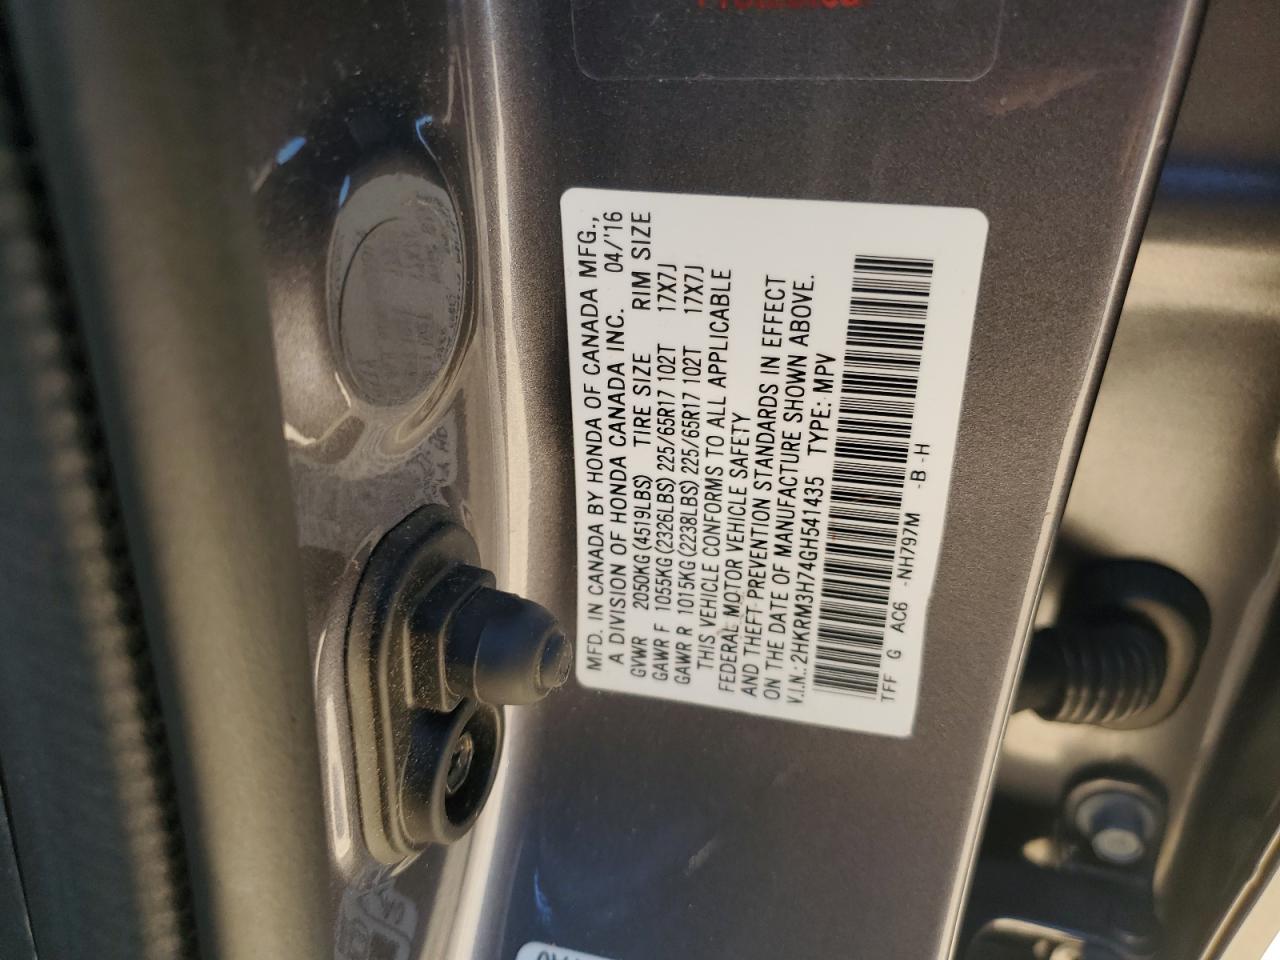 MFD. IN CANADA BY HONDA OF CANADA MFG.,
A DIVISION OF HONDA CANADA INC. 04/'16
GVWR 2050KG (4519LBS) TIRE SIZE RIM SIZE
GAWR F 1055KG (2326LBS) 225/65R17 102T 17X7J
GAWR R 1015KG (2238LBS) 225/65R17 102T 17X7J
THIS VEHICLE CONFORMS TO ALL APPLICABLE
FEDERAL MOTOR VEHICLE SAFETY
AND THEFT PREVENTION STANDARDS IN EFFECT
ON THE DATE OF MANUFACTURE SHOWN ABOVE.
V.I.N.: 2HKRM3H74GH541435 TYPE: MPV
TFF G AC6 -NH797M -B -H